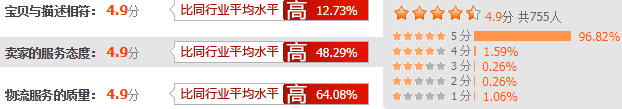 宝贝与描述相符： 4.9分 比同行业平均水平 高 12.73%
卖家的服务态度： 4.9分 比同行业平均水平 高 48.29%
物流服务的质量： 4.9分 比同行业平均水平 高 64.08%
4.9分 共755人
5分 96.82%
4分 1.59%
3分 0.26%
2分 0.26%
1分 1.06%